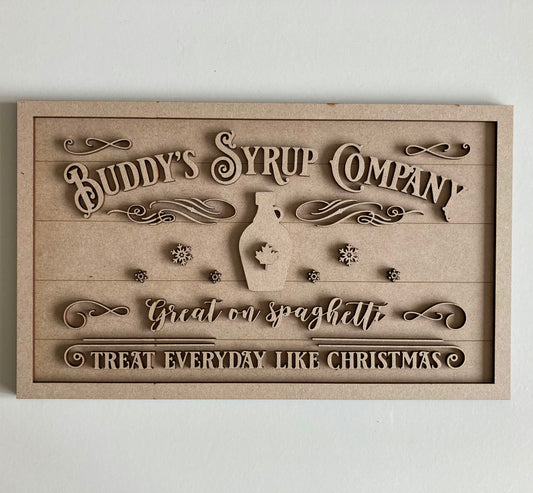 BUDDY'S SYRUP COMPANY
Great on spaghetti
TREAT EVERYDAY LIKE CHRISTMAS